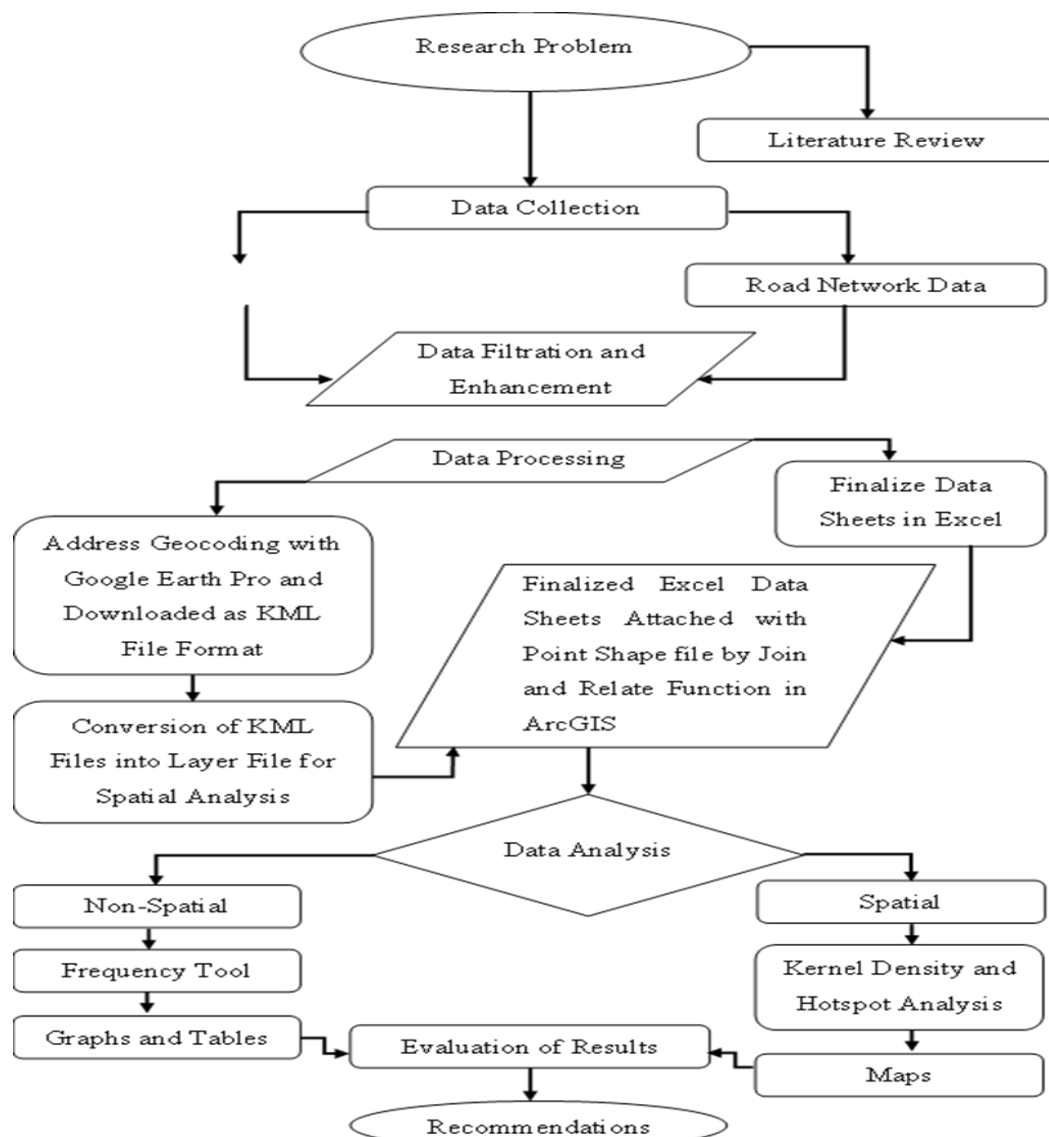 Research Problem
Literature Review
Data Collection
Road Network Data
Data Filtration and
Enhancement
Data Processing
Finalize Data
Sheets in Excel
Address Geocoding with
Google Earth Pro and
Downloaded as KML
File Format
Finalized Excel Data
Sheets Attached with
Point Shape file by Join
and Relate Function in
ArcGIS
Conversion of KML
Files into Layer File for
Spatial Analysis
Data Analysis
Non-Spatial
Spatial
Frequency Tool
Kernel Density and
Hotspot Analysis
Graphs and Tables
Evaluation of Results
Maps
Recommendations